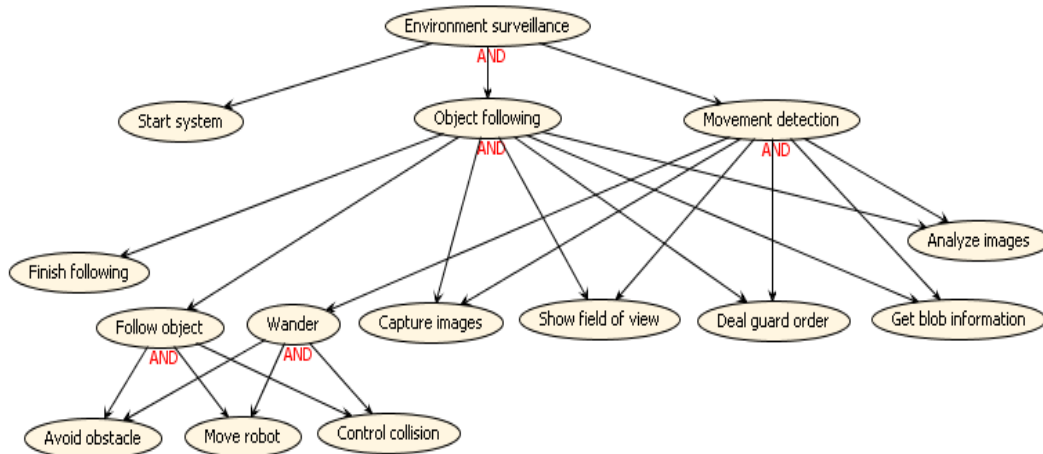 Environment surveillance
AND
Start system
Object following
Movement detection
AND
AND
Analyze images
Finish following
Follow object
Wander
Capture images
Show field of view
Deal guard order
Get blob information
AND
AND
Avoid obstacle
Move robot
Control collision